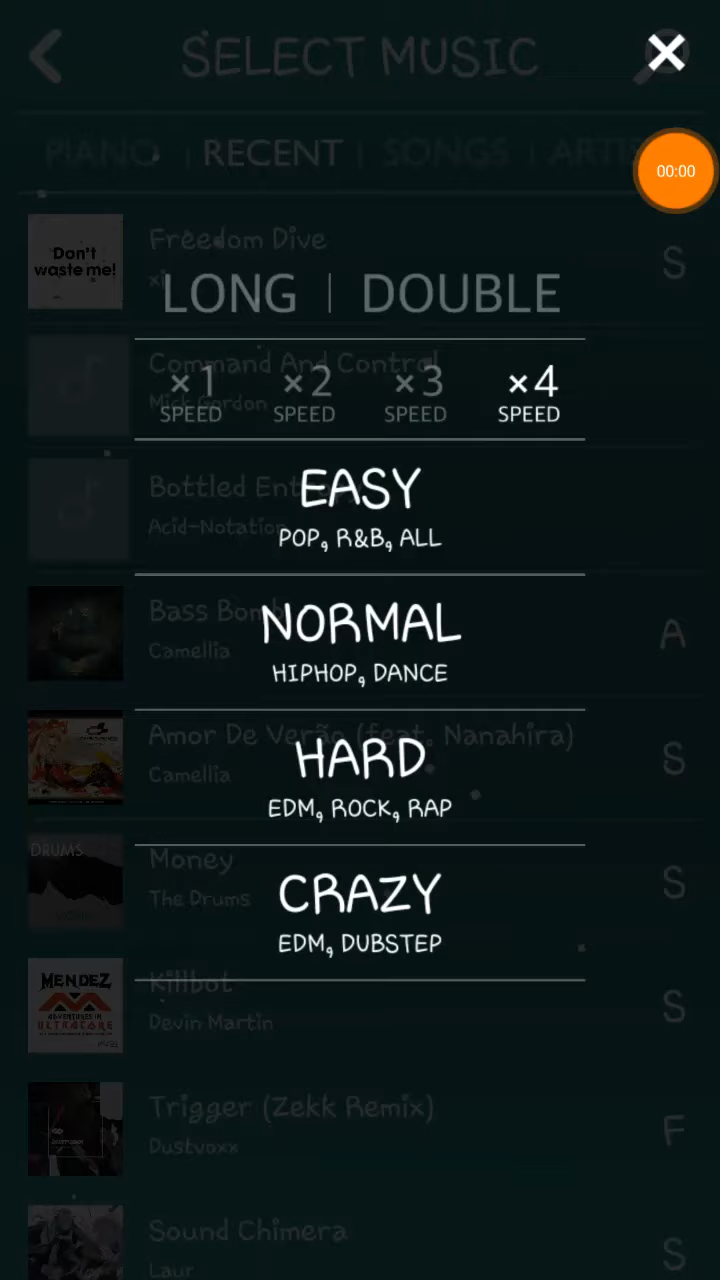 SELECT MUSIC
PIANO | RECENT | SONGS |
00:00
Don't
waste me!
Freedom Dive
xi
S
LONG | DOUBLE
Command And Control
Mick Gordon
×1 ×2 ×3 ×4
SPEED SPEED SPEED SPEED
EASY
POP, R&B, ALL
Bottled
Acid-Notation
NORMAL
HIPHOP, DANCE
Bass
Camellia
A
Amor De Verão (feat. Nanahira)
Camellia
S
HARD
EDM, ROCK, RAP
DRUMS
Money
The Drums
S
CRAZY
EDM, DUBSTEP
MENDEZ
ADVENTURES IN
ULTRACORE
Killbot
Devin Martin
S
Trigger (Zekk Remix)
Dustvoxx
F
Sound Chimera
Laur
S